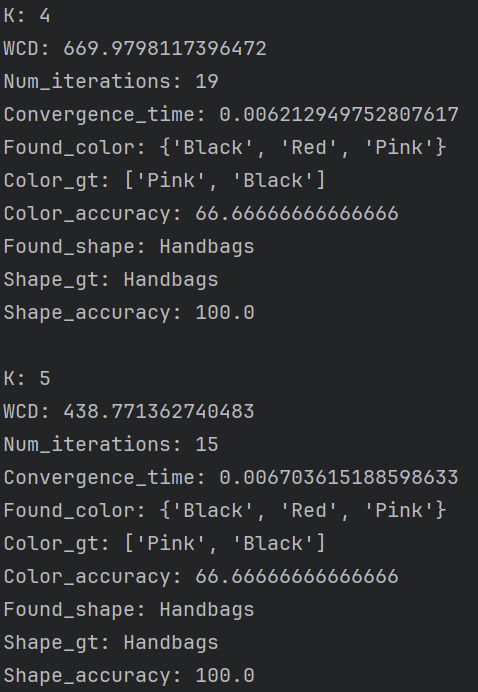 K: 4
WCD: 669.9798117396472
Num_iterations: 19
Convergence_time: 0.006212949752807617
Found_color: {'Black', 'Red', 'Pink'}
Color_gt: ['Pink', 'Black']
Color_accuracy: 66.66666666666666
Found_shape: Handbags
Shape_gt: Handbags
Shape_accuracy: 100.0
K: 5
WCD: 438.771362740483
Num_iterations: 15
Convergence_time: 0.006703615188598633
Found_color: {'Black', 'Red', 'Pink'}
Color_gt: ['Pink', 'Black']
Color_accuracy: 66.66666666666666
Found_shape: Handbags
Shape_gt: Handbags
Shape_accuracy: 100.0